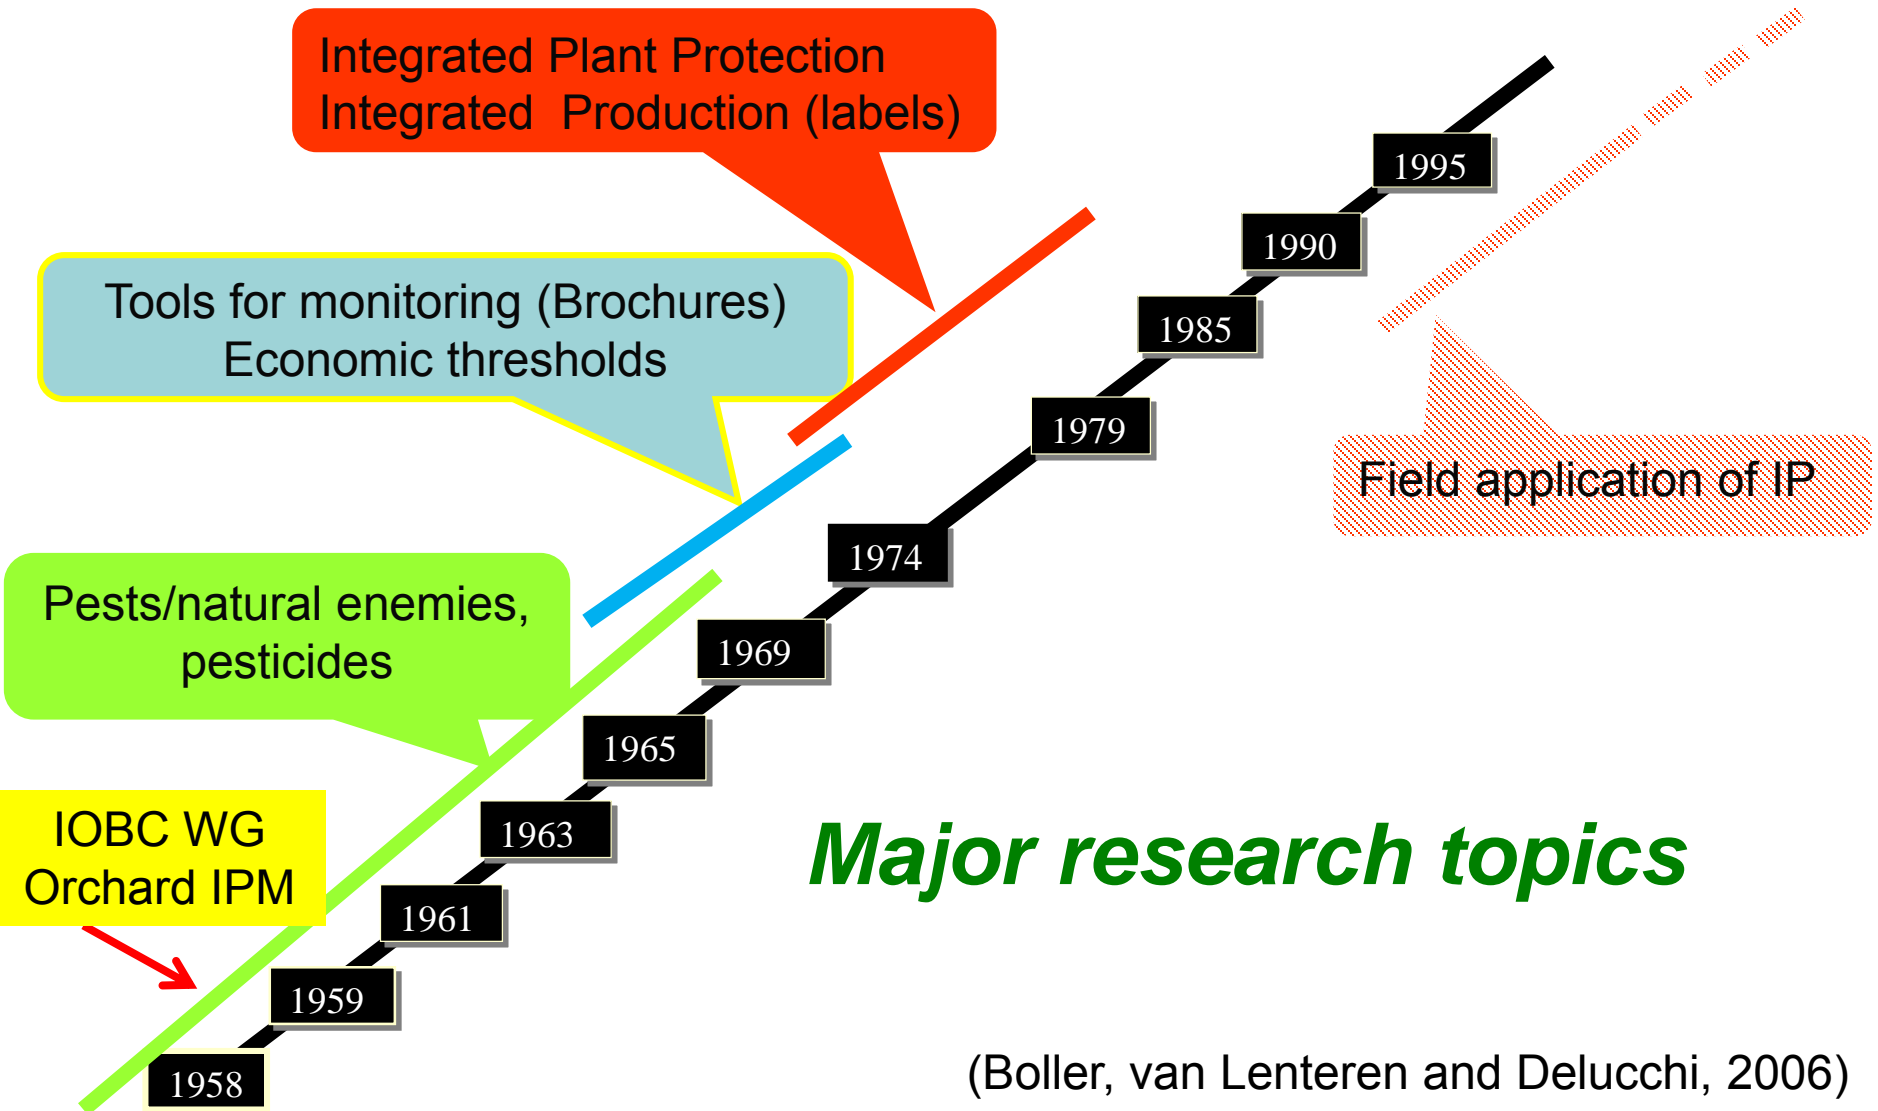 Integrated Plant Protection
Integrated  Production (labels)
1995
1990
Tools for monitoring (Brochures)
Economic thresholds
1985
1979
Field application of IP
1974
Pests/natural enemies,
pesticides
1969
1965
IOBC WG
Orchard IPM
1963
Major research topics
1961
1959
1958
(Boller, van Lenteren and Delucchi, 2006)